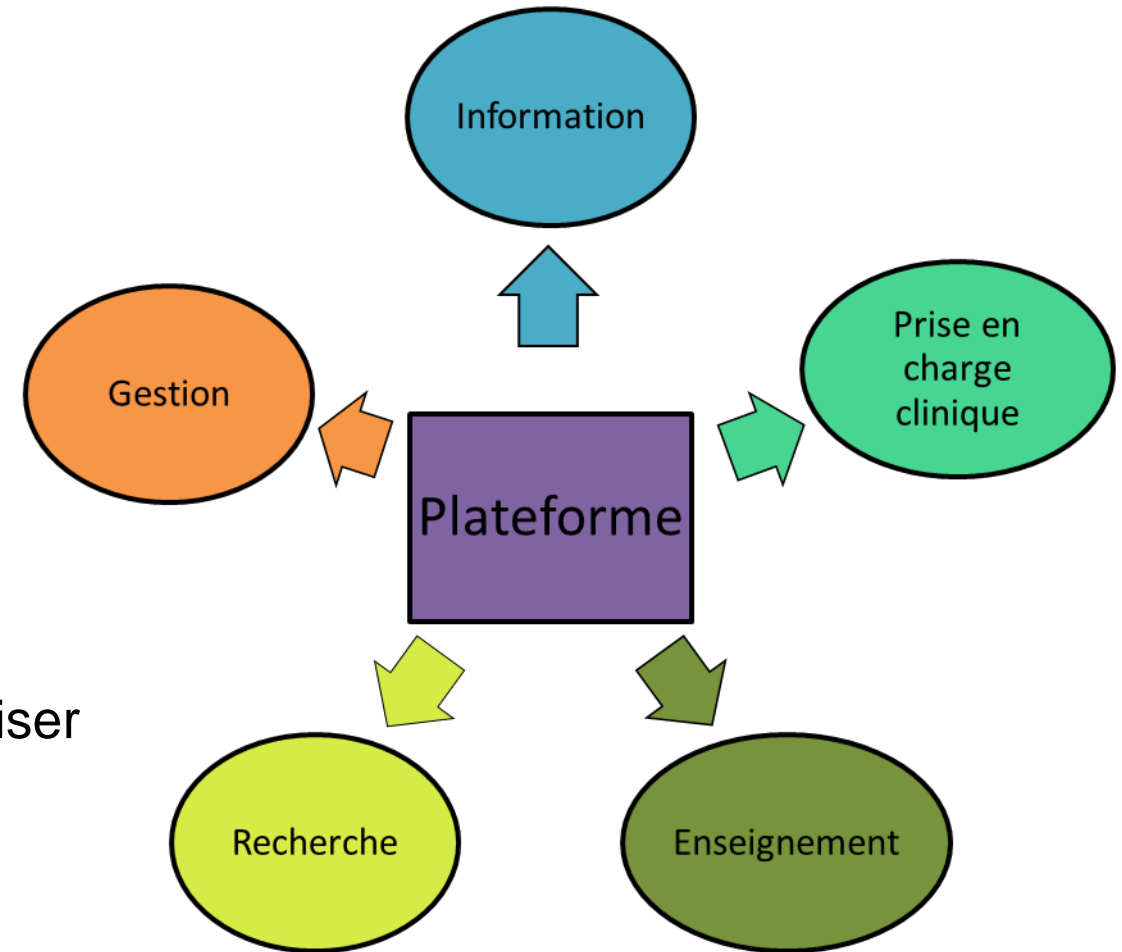 Information
Prise en
charge
clinique
Gestion
Plateforme
iser
Recherche
Enseignement